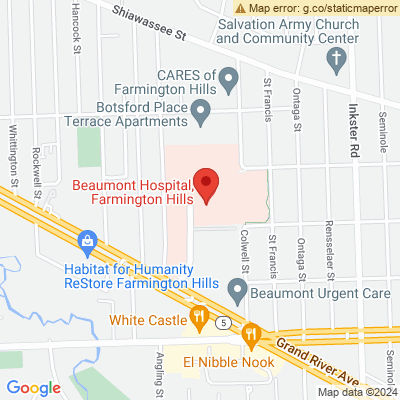 Map error: g.co/staticmaperror
Shiawassee St
Hancock St
Salvation Army Church
and Community Center
CARES of
Farmington Hills
Botsford Place
Terrace Apartments
St Francis
Ontaga St
Inkster Rd
Seminole
Whittington St
Rockwell St
Beaumont Hospital,
Farmington Hills
Habitat for Humanity
ReStore Farmington Hills
Colwell St
St Francis
Ontaga St
Rensselaer St
Beaumont Urgent Care
White Castle
5
El Nibble Nook
Grand River Ave
Angling St
Seminole
Google
Map data ©2024